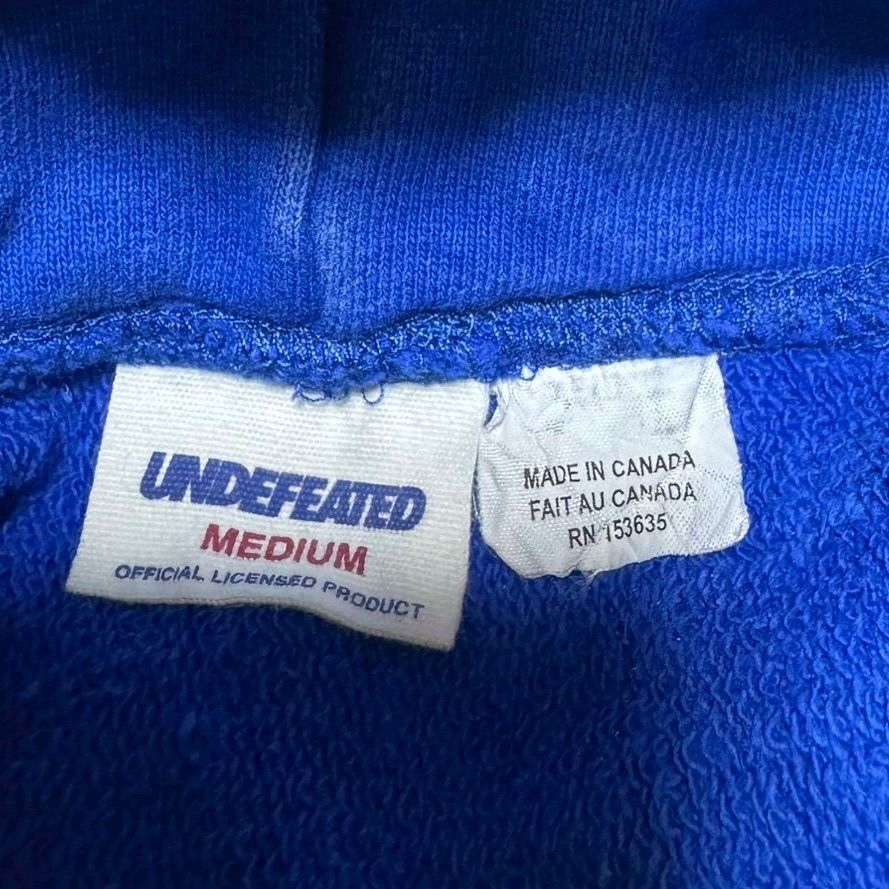 UNDEFEATED
MEDIUM
OFFICIAL LICENSED PRODUCT
MADE IN CANADA
FAIT AU CANADA
RN 153635